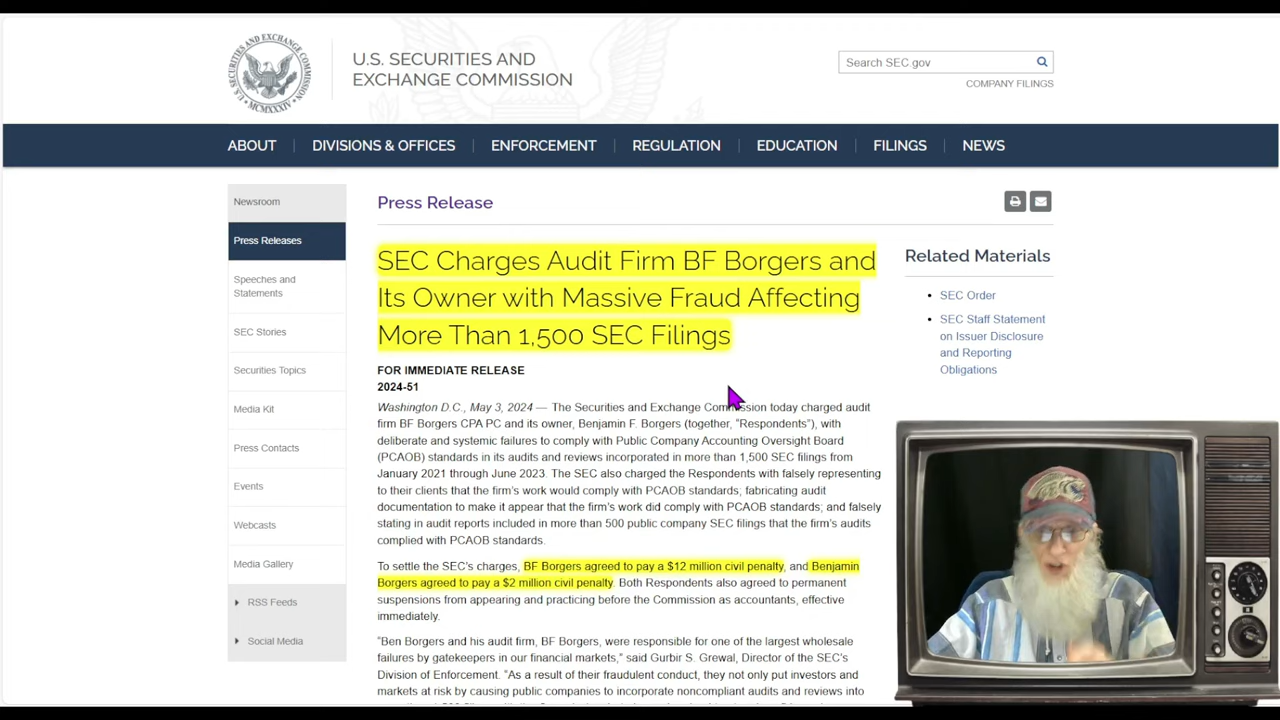 U.S. SECURITIES AND
EXCHANGE COMMISSION
Search SEC.gov
COMPANY FILINGS
ABOUT
DIVISIONS & OFFICES
ENFORCEMENT
REGULATION
EDUCATION
FILINGS
NEWS
Newsroom
Press Releases
Speeches and
Statements
SEC Stories
Securities Topics
Media Kit
Press Contacts
Events
Webcasts
Media Gallery
RSS Feeds
Social Media
Press Release
SEC Charges Audit Firm BF Borgers and
Its Owner with Massive Fraud Affecting
More Than 1,500 SEC Filings
FOR IMMEDIATE RELEASE
2024-51
Washington D.C., May 3, 2024 — The Securities and Exchange Commission today charged audit
firm BF Borgers CPA PC and its owner, Benjamin F. Borgers (together, "Respondents"), with
deliberate and systemic failures to comply with Public Company Accounting Oversight Board
(PCAOB) standards in its audits and reviews incorporated in more than 1,500 SEC filings from
January 2021 through June 2023. The SEC also charged the Respondents with falsely representing
to their clients that the firm's work would comply with PCAOB standards; fabricating audit
documentation to make it appear that the firm's work did comply with PCAOB standards; and falsely
stating in audit reports included in more than 500 public company SEC filings that the firm's audits
complied with PCAOB standards.
To settle the SEC's charges, BF Borgers agreed to pay a $12 million civil penalty, and Benjamin
Borgers agreed to pay a $2 million civil penalty. Both Respondents also agreed to permanent
suspensions from appearing and practicing before the Commission as accountants, effective
immediately.
"Ben Borgers and his audit firm, BF Borgers, were responsible for one of the largest wholesale
failures by gatekeepers in our financial markets," said Gurbir S. Grewal, Director of the SEC's
Division of Enforcement. "As a result of their fraudulent conduct, they not only put investors and
markets at risk by causing public companies to incorporate noncompliant audits and reviews into
Related Materials
SEC Order
SEC Staff Statement
on Issuer Disclosure
and Reporting
Obligations